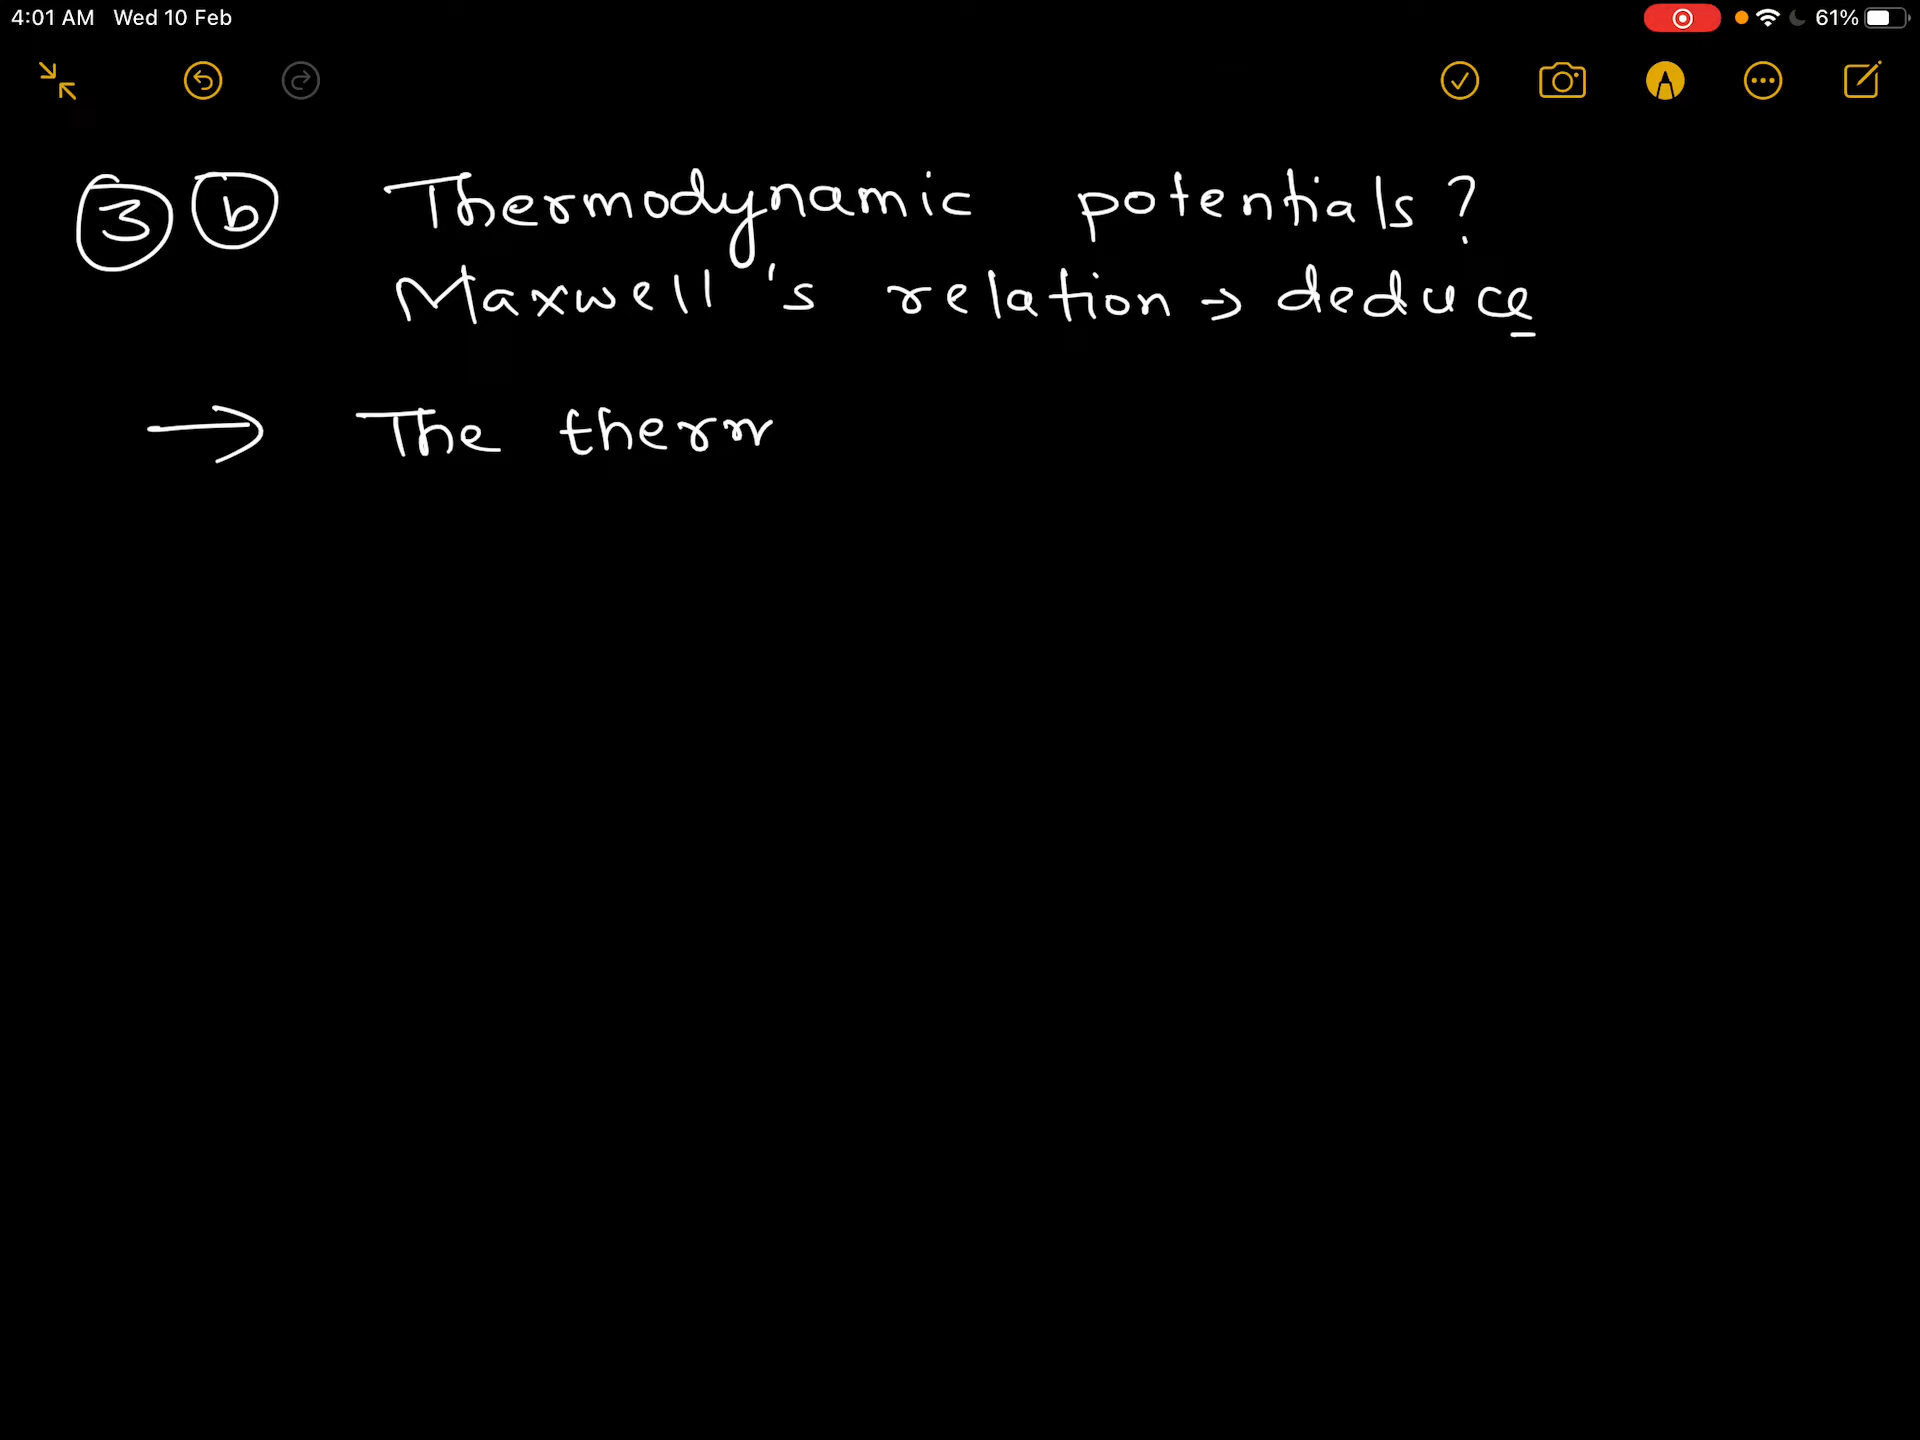 4:01 AM Wed 10 Feb 61%
3 b Thermodynamic potentials?
Maxwell's relation → deduce
→ The therm